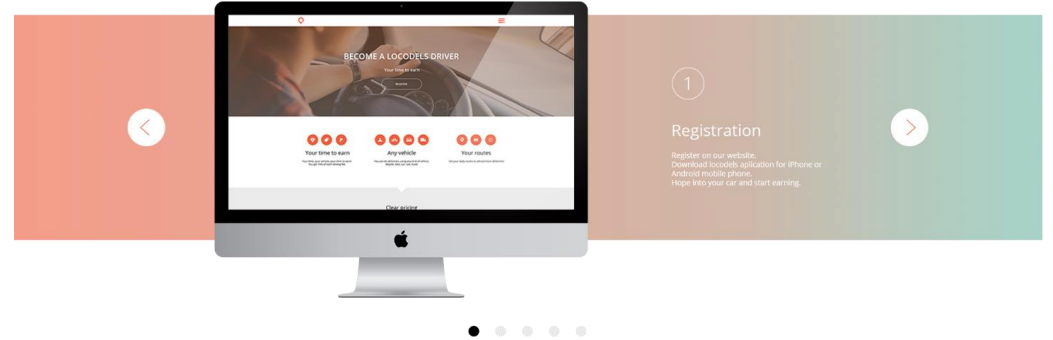 BECOME A LOCODELS DRIVER
Your time to earn
Your time to earn
Any vehicle
Your routes
Clear pricing
1
Registration
Register on our website.
Download locodels aplication for iPhone or
Android mobile phone.
Hope into your car and start earning.